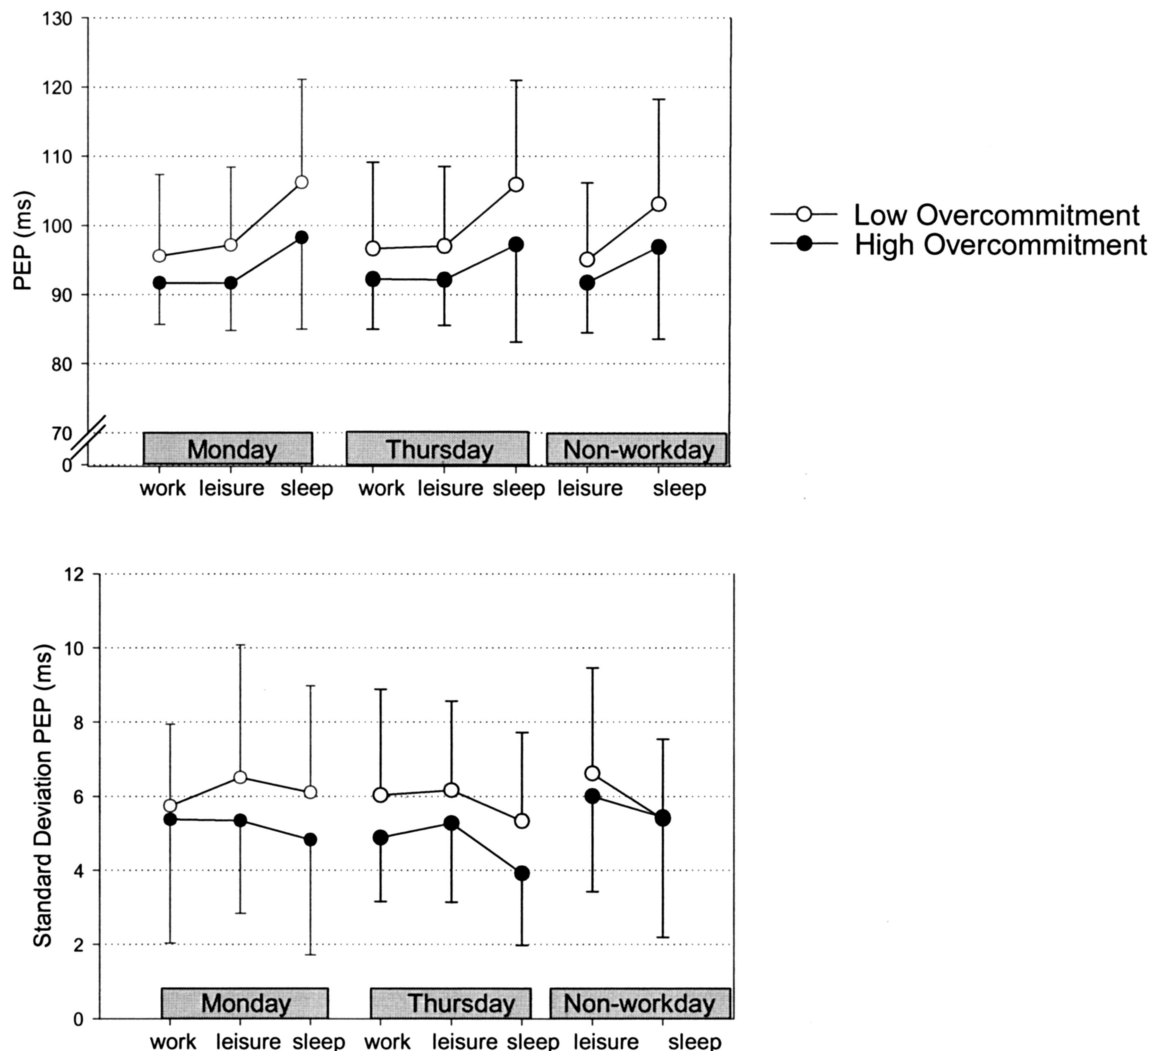 130
120
110
100
90
80
70
0
PEP (ms)
Monday
Thursday
Non-workday
work leisure sleep work leisure sleep leisure sleep
Low Overcommitment
High Overcommitment
12
10
8
6
4
2
0
Standard Deviation PEP (ms)
Monday
Thursday
Non-workday
work leisure sleep work leisure sleep leisure sleep